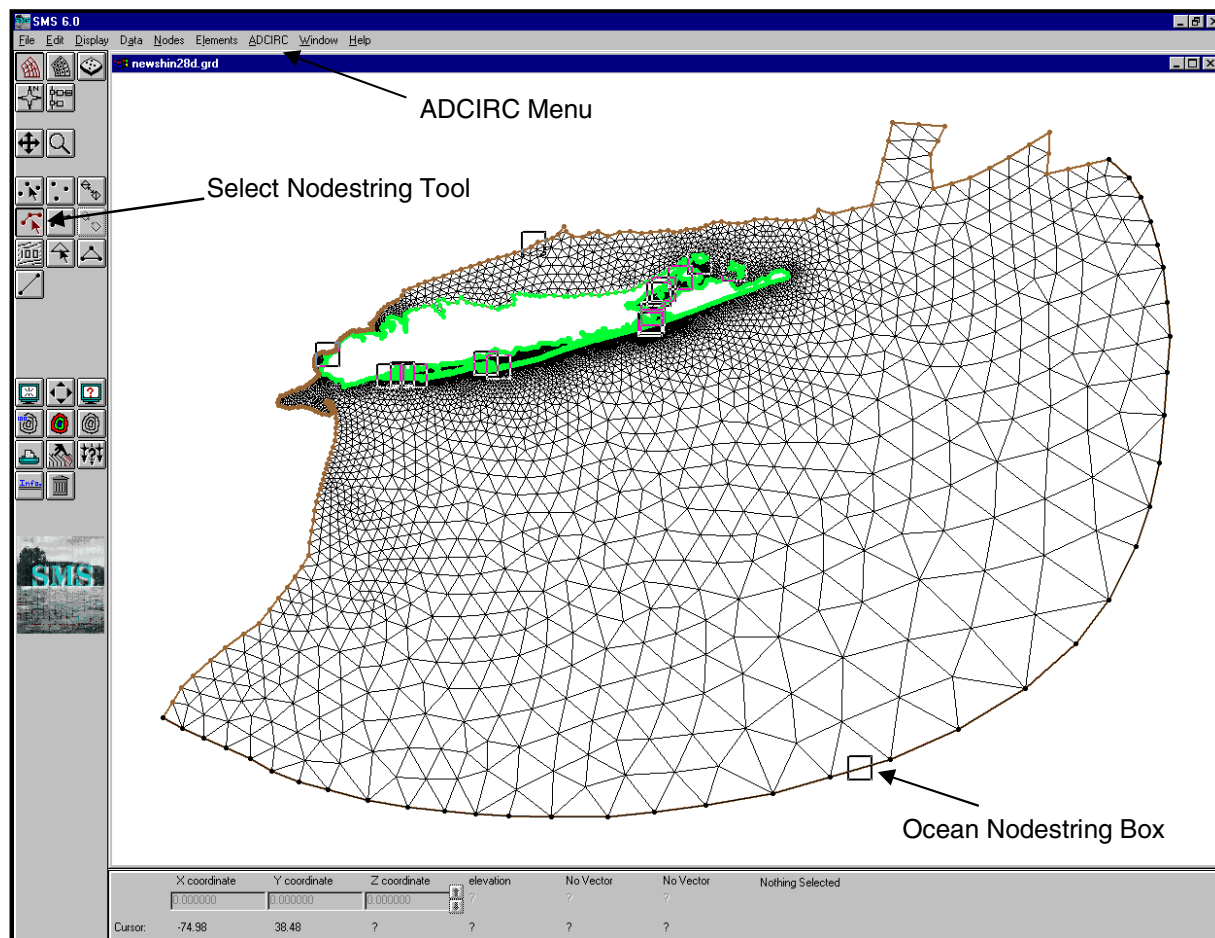 SMS 6.0
File Edit Display Data Nodes Elements ADCIRC Window Help
newshin28d.grd
N
ADCIRC Menu
Select Nodestring Tool
100
?
?
Info.
SMS
Ocean Nodestring Box
X coordinate Y coordinate Z coordinate elevation No Vector No Vector Nothing Selected
0.000000 0.000000 0.000000 ? ? ?
Cursor: -74.98 38.48 ? ? ? ?